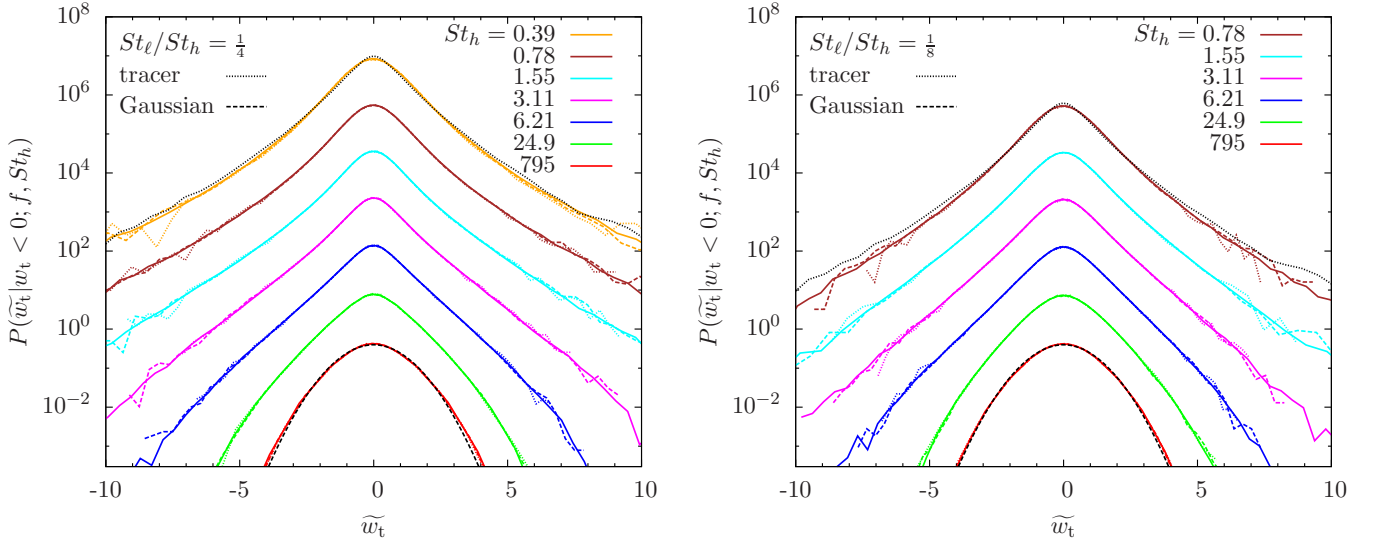 10^8
10^6
10^4
10^2
10^0
10^-2
P(w̃_t|w_t < 0; f, St_h)
St_ℓ/St_h = 1/4
tracer
Gaussian
St_h = 0.39
0.78
1.55
3.11
6.21
24.9
795
-10 -5 0 5 10
w̃_t
10^8
10^6
10^4
10^2
10^0
10^-2
P(w̃_t|w_t < 0; f, St_h)
St_ℓ/St_h = 1/8
tracer
Gaussian
St_h = 0.78
1.55
3.11
6.21
24.9
795
-10 -5 0 5 10
w̃_t